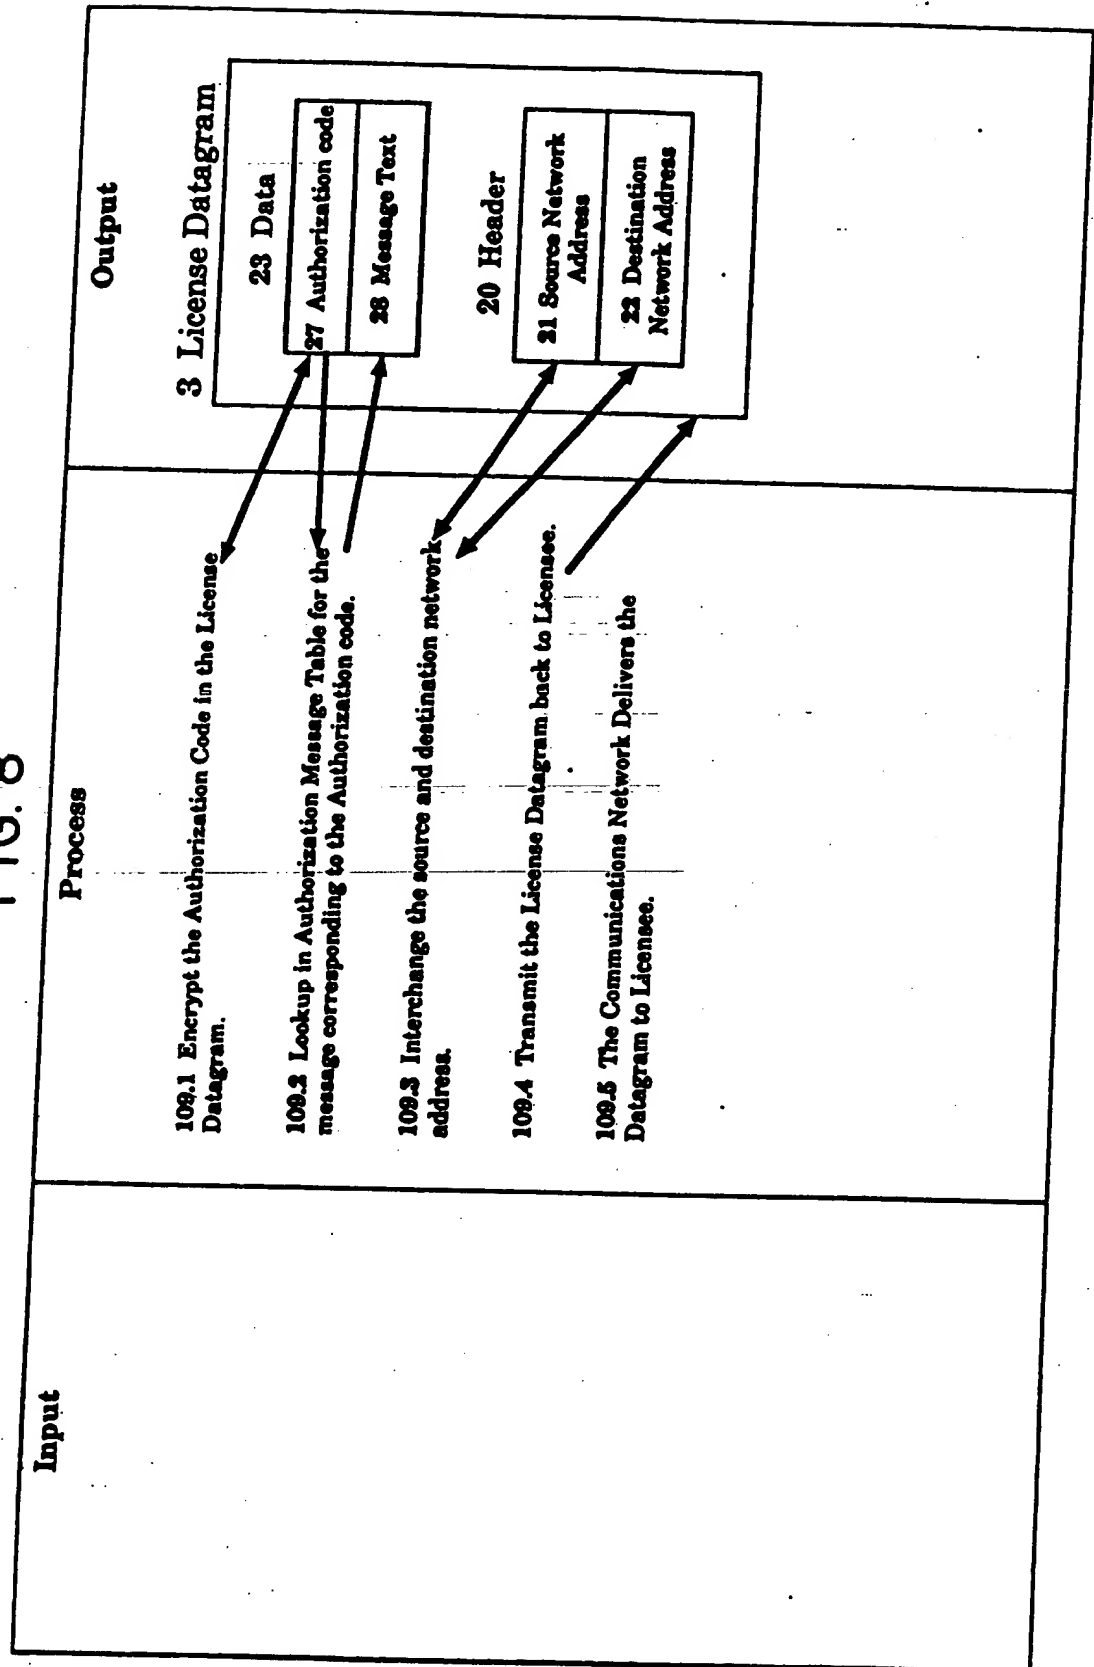 FIG. 8
Input
Process
Output
109.1 Encrypt the Authorization Code in the License
Datagram.
109.2 Lookup in Authorization Message Table for the
message corresponding to the Authorization code.
109.3 Interchange the source and destination network
address.
109.4 Transmit the License Datagram back to Licensee.
109.5 The Communications Network Delivers the
Datagram to Licensee.
3 License Datagram
23 Data
27 Authorization code
28 Message Text
20 Header
21 Source Network
Address
22 Destination
Network Address